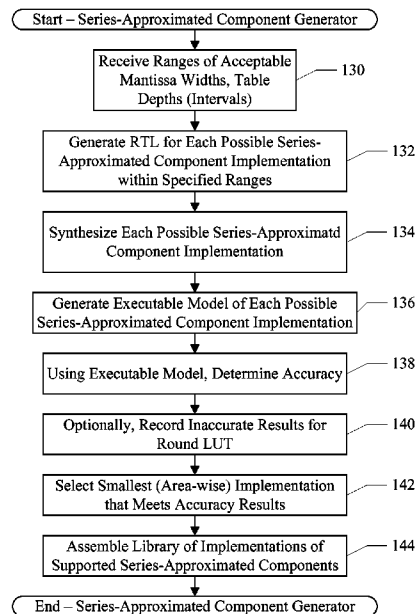 Start – Series-Approximated Component Generator
Receive Ranges of Acceptable
Mantissa Widths, Table
Depths (Intervals)
130
Generate RTL for Each Possible Series-
Approximated Component Implementation
within Specified Ranges
132
Synthesize Each Possible Series-Approximatd
Component Implementation
134
Generate Executable Model of Each Possible
Series-Approximated Component Implementation
136
Using Executable Model, Determine Accuracy
138
Optionally, Record Inaccurate Results for
Round LUT
140
Select Smallest (Area-wise) Implementation
that Meets Accuracy Results
142
Assemble Library of Implementations of
Supported Series-Approximated Components
144
End – Series-Approximated Component Generator